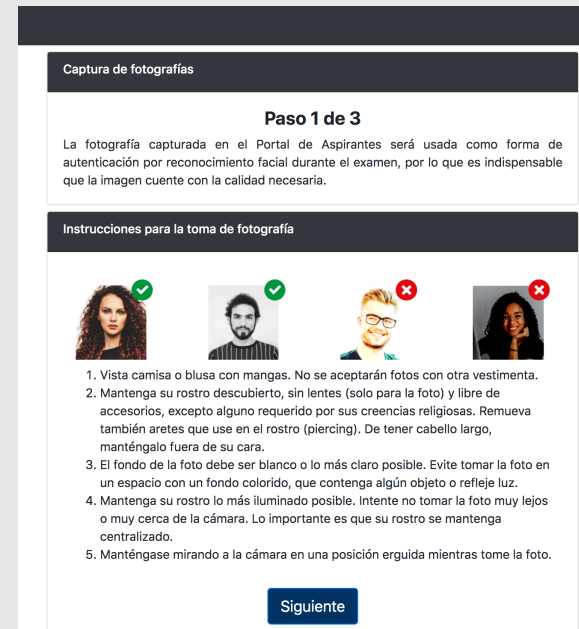 Captura de fotografías
Paso 1 de 3
La fotografía capturada en el Portal de Aspirantes será usada como forma de
autenticación por reconocimiento facial durante el examen, por lo que es indispensable
que la imagen cuente con la calidad necesaria.
Instrucciones para la toma de fotografía
1. Vista camisa o blusa con mangas. No se aceptarán fotos con otra vestimenta.
2. Mantenga su rostro descubierto, sin lentes (solo para la foto) y libre de
accesorios, excepto alguno requerido por sus creencias religiosas. Remueva
también aretes que use en el rostro (piercing). De tener cabello largo,
manténgalo fuera de su cara.
3. El fondo de la foto debe ser blanco o lo más claro posible. Evite tomar la foto en
un espacio con un fondo colorido, que contenga algún objeto o refleje luz.
4. Mantenga su rostro lo más iluminado posible. Intente no tomar la foto muy lejos
o muy cerca de la cámara. Lo importante es que su rostro se mantenga
centralizado.
5. Manténgase mirando a la cámara en una posición erguida mientras tome la foto.
Siguiente